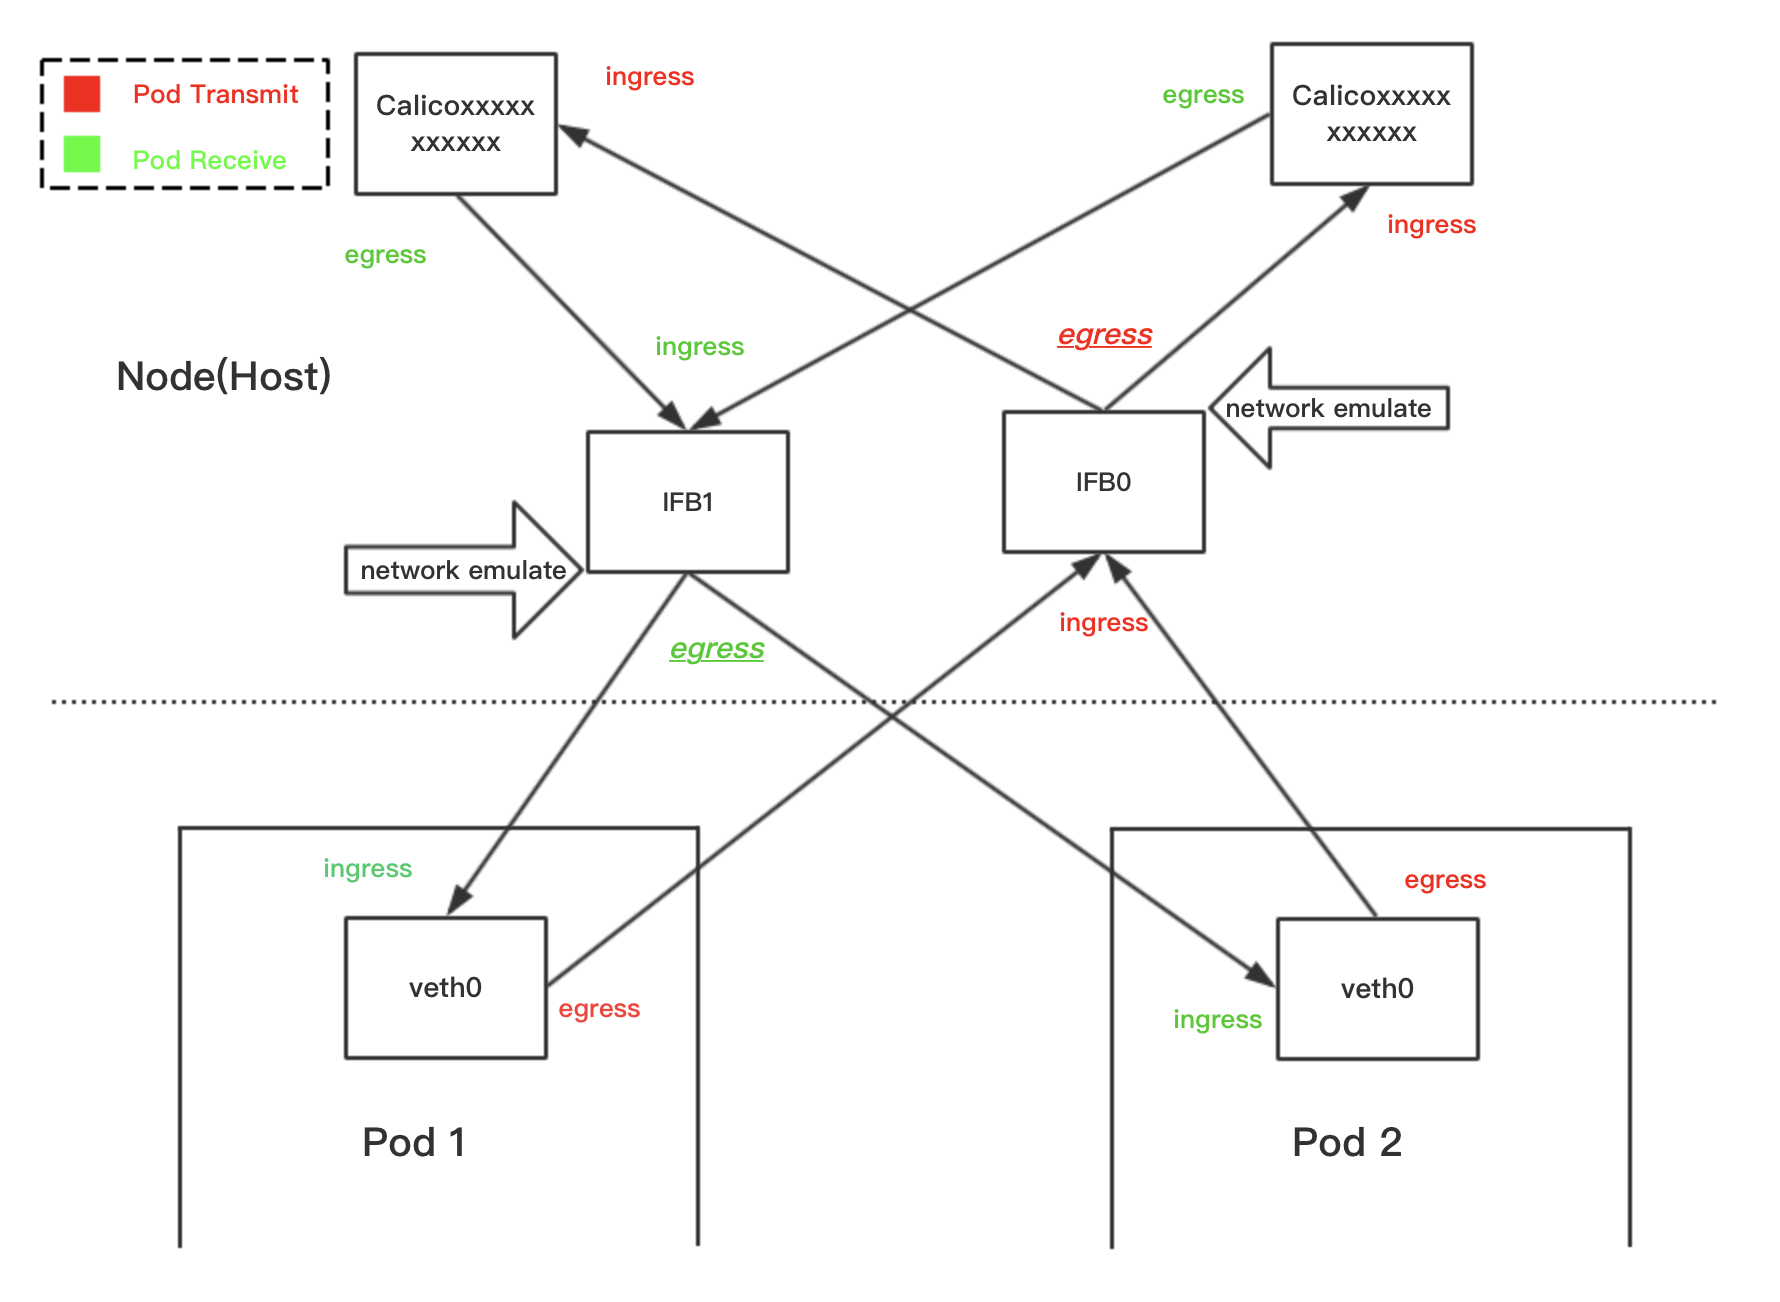 Pod Transmit
Pod Receive
Calicoxxxxx
xxxxxx
ingress
egress
Calicoxxxxx
xxxxxx
ingress
egress
ingress
egress
Node(Host)
network emulate
IFB1
IFB0
network emulate
ingress
egress
ingress
egress
veth0
egress
veth0
ingress
Pod 1
Pod 2